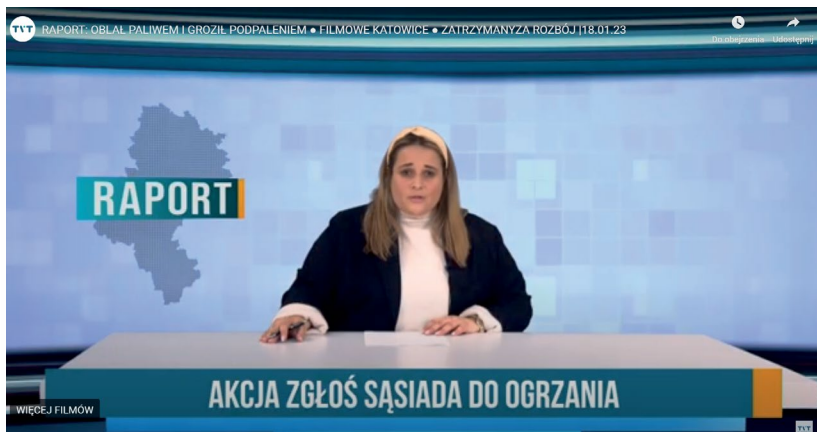 TVT
RAPORT: OBLAŁ PALIWEM I GROZIŁ PODPALENIEM ● FILMOWE KATOWICE ● ZATRZYMANYZA ROZBÓJ |18.01.23
Do obejrzenia Udostępnij
RAPORT
AKCJA ZGŁOŚ SĄSIADA DO OGRZANIA
WIĘCEJ FILMÓW
TVT